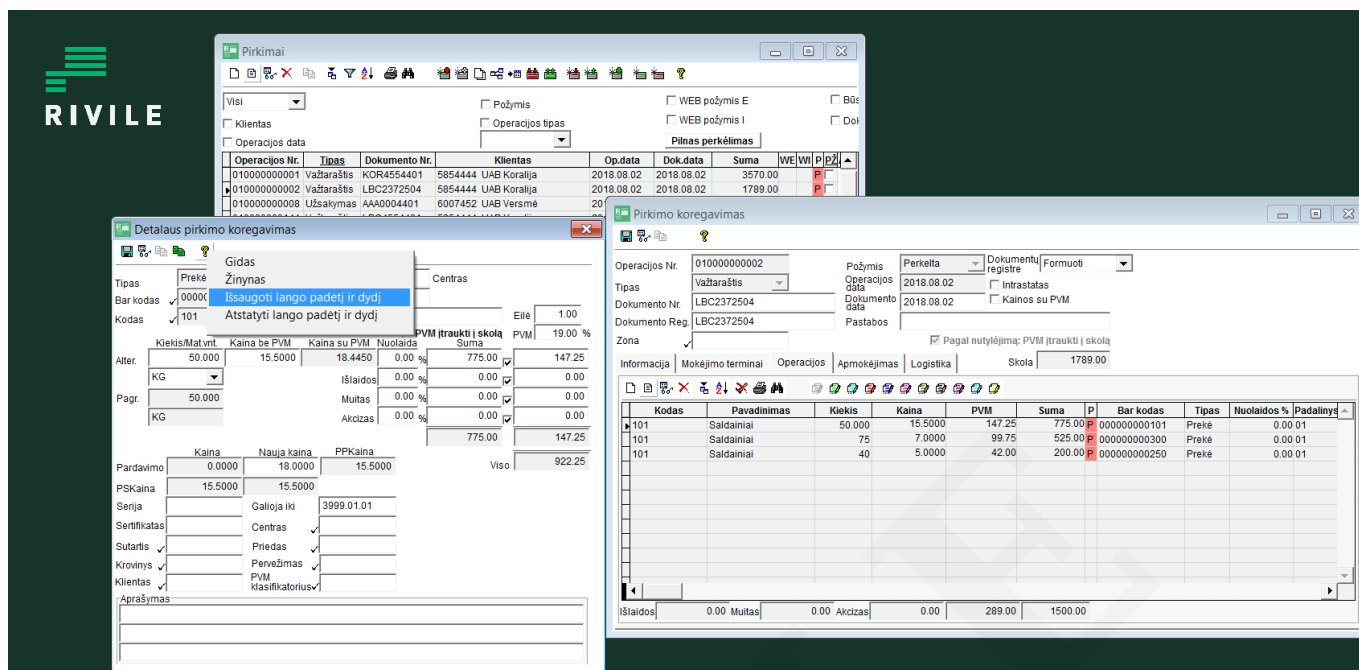 RIVILE
Pirkimai
Visi
Požymis
WEB požymis E
Klientas
Operacijos tipas
WEB požymis I
Operacijos data
Pilnas perkėlimas
Operacijos Nr. Tipas Dokumento Nr. Klientas Op.data Dok.data Suma WE WI P PŽ.
010000000001 Važtaraštis KOR4554401 5854444 UAB Koralija 2018.08.02 2018.08.02 3570.00 P
010000000002 Važtaraštis LBC2372504 5854444 UAB Koralija 2018.08.02 2018.08.02 1789.00 P
010000000008 Užsakymas AAA0004401 6007452 UAB Versmė
Detalaus pirkimo koregavimas
Gidas
Žinynas
Išsaugoti lango padėtį ir dydį
Atstatyti lango padėtį ir dydį
Tipas Prekė Centras
Bar kodas 0000
Kodas 101 Eilė 1.00
PVM įtraukti į skolą PVM 19.00 %
Kiekis/Mat.vnt. Kaina be PVM Kaina su PVM Nuolaida Suma
Alter. 50.000 15.5000 18.4450 0.00 % 775.00 147.25
KG Išlaidos 0.00 % 0.00 0.00
Pagr. 50.000 Muitas 0.00 % 0.00 0.00
KG Akcizas 0.00 % 0.00 0.00
775.00 147.25
Kaina Nauja kaina PPKaina
Pardavimo 0.0000 18.0000 15.5000 Viso 922.25
PSKaina 15.5000 15.5000
Serija Galioja iki 3999.01.01
Sertifikatas Centras
Sutartis Priedas
Krovinys Pervežimas
Klientas PVM klasifikatorius
Aprašymas
Pirkimo koregavimas
Operacijos Nr. 010000000002 Požymis Perkelta Dokumentų registre Formuoti
Tipas Važtaraštis Operacijos data 2018.08.02 Intrastatas
Dokumento Nr. LBC2372504 Dokumento data 2018.08.02 Kainos su PVM
Dokumento Reg. LBC2372504 Pastabos
Zona Pagal nutylėjimą: PVM įtraukti į skolą
Informacija Mokėjimo terminai Operacijos Apmokėjimas Logistika Skola 1789.00
Kodas Pavadinimas Kiekis Kaina PVM Suma P Bar kodas Tipas Nuolaidos % Padalinys
101 Saldainiai 50.000 15.5000 147.25 775.00 P 000000000101 Prekė 0.00 01
101 Saldainiai 75 7.0000 99.75 525.00 P 000000000300 Prekė 0.00 01
101 Saldainiai 40 5.0000 42.00 200.00 P 000000000250 Prekė 0.00 01
Išlaidos 0.00 Muitas 0.00 Akcizas 0.00 289.00 1500.00